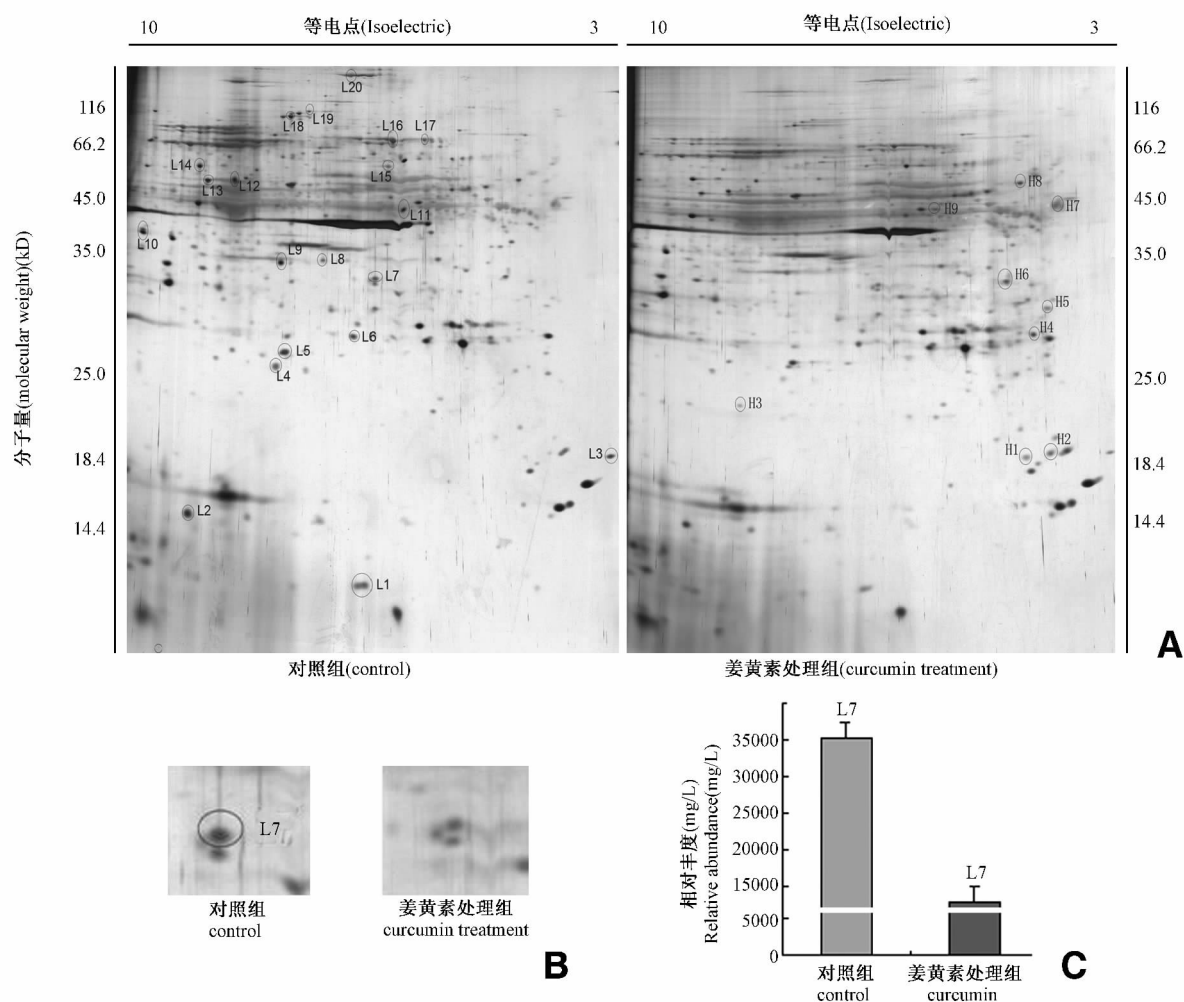 等电点(Isoelectric)
10
3
等电点(Isoelectric)
10
3
分子量(molecular weight)(kD)
116
66.2
45.0
35.0
25.0
18.4
14.4
L20
L19
L18
L16
L17
L14
L15
L13
L12
L11
L10
L9
L8
L7
L6
L5
L4
L3
L2
L1
H8
H7
H9
H6
H5
H4
H3
H1
H2
116
66.2
45.0
35.0
25.0
18.4
14.4
对照组(control)
姜黄素处理组(curcumin treatment)
A
L7
对照组
control
姜黄素处理组
curcumin treatment
B
相对丰度(mg/L)
Relative abundance(mg/L)
35000
30000
25000
20000
15000
5000
0
L7
L7
对照组
control
姜黄素处理组
curcumin
C